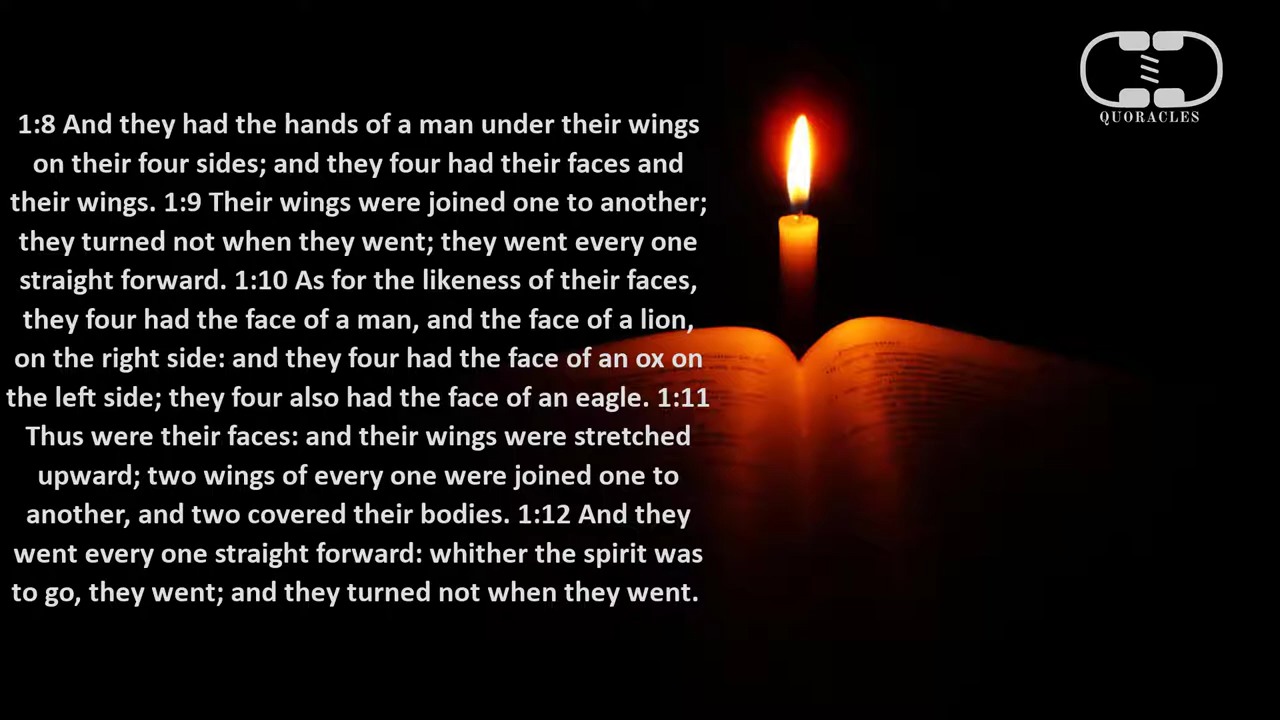 1:8 And they had the hands of a man under their wings
on their four sides; and they four had their faces and
their wings. 1:9 Their wings were joined one to another;
they turned not when they went; they went every one
straight forward. 1:10 As for the likeness of their faces,
they four had the face of a man, and the face of a lion,
on the right side: and they four had the face of an ox on
the left side; they four also had the face of an eagle. 1:11
Thus were their faces: and their wings were stretched
upward; two wings of every one were joined one to
another, and two covered their bodies. 1:12 And they
went every one straight forward: whither the spirit was
to go, they went; and they turned not when they went.
QUORACLES